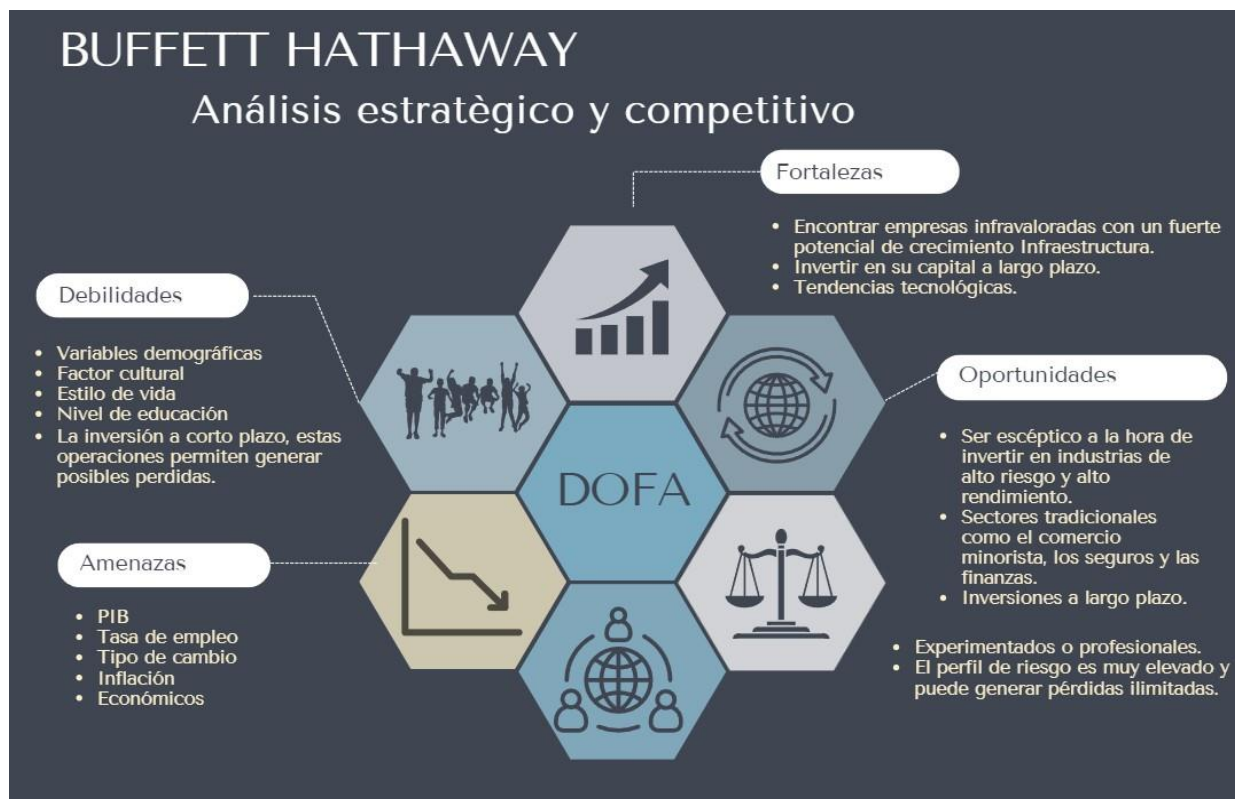 BUFFETT HATHAWAY
Análisis estratègico y competitivo
Fortalezas
• Encontrar empresas infravaloradas con un fuerte
potencial de crecimiento Infraestructura.
• Invertir en su capital a largo plazo.
• Tendencias tecnológicas.
Debilidades
• Variables demográficas
• Factor cultural
• Estilo de vida
• Nivel de educación
• La inversión a corto plazo, estas
operaciones permiten generar
posibles perdidas.
Oportunidades
• Ser escéptico a la hora de
invertir en industrias de
alto riesgo y alto
rendimiento.
• Sectores tradicionales
como el comercio
minorista, los seguros y las
finanzas.
• Inversiones a largo plazo.
DOFA
Amenazas
• PIB
• Tasa de empleo
• Tipo de cambio
• Inflación
• Económicos
• Experimentados o profesionales.
• El perfil de riesgo es muy elevado y
puede generar pérdidas ilimitadas.